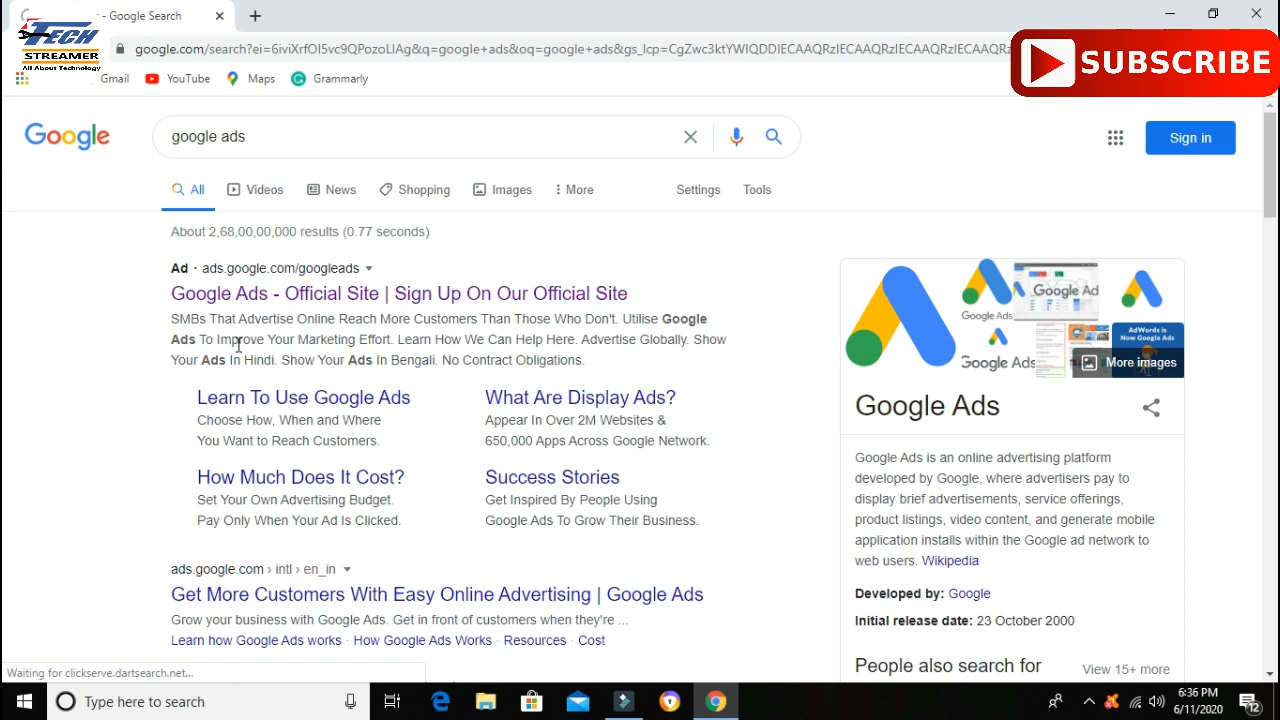 - Google Search
TECH
STREAMER
All About Technology
google.com/search?ei=6iviXrfOI5vc9QPozoLIAg&q=google+ads&oq=google+ads&gs_lcp=
SUBSCRIBE
Gmail
YouTube
Maps
Grammarly
Google
google ads
Sign in
All
Videos
News
Shopping
Images
More
Settings
Tools
About 2,68,00,00,000 results (0.77 seconds)
Ad · ads.google.com/googleads
Google Ads - Official Site | Sign Up On Our Official Site
SMBs That Advertise Online Gain More Customers Than Those Who Don't. Utilise Google
Ads To Improve Your Marketing Efforts. Learn How We Can Help Here. Advertise Globally. Show
Your Ads In Hindi. Show Your Ads In Bengali. No Contract Obligations.
Learn To Use Google Ads
Choose How, When and Where
You Want to Reach Customers.
What Are Display Ads?
Appear In Over 2M Websites &
650,000 Apps Across Google Network.
How Much Does It Cost?
Set Your Own Advertising Budget.
Pay Only When Your Ad Is Clicked.
Success Stories
Get Inspired By People Using
Google Ads To Grow Their Business.
ads.google.com › intl › en_in
Get More Customers With Easy Online Advertising | Google Ads
Grow your business with Google Ads. Get in front of customers when they're ...
Learn how Google Ads works · How Google Ads Works · Resources · Cost
Google Ads
Google Ad
Google Ads
AdWords is
Now Google Ads
More images
Google Ads
Google Ads is an online advertising platform
developed by Google, where advertisers pay to
display brief advertisements, service offerings,
product listings, video content, and generate mobile
application installs within the Google ad network to
web users. Wikipedia
Developed by: Google
Initial release date: 23 October 2000
People also search for
View 15+ more
Waiting for clickserve.dartsearch.net...
Type here to search
6:36 PM
6/11/2020
12